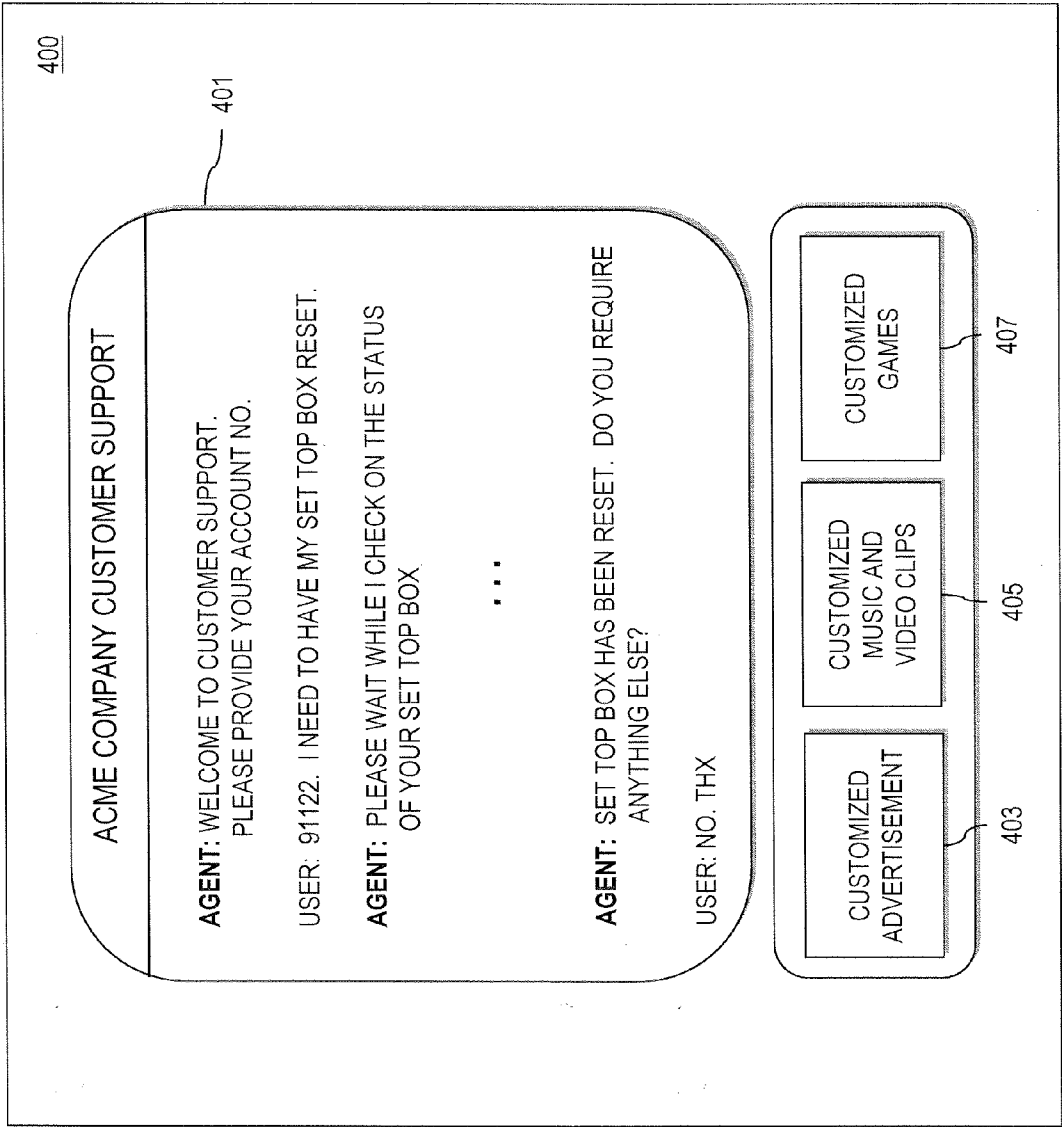 400
401
ACME COMPANY CUSTOMER SUPPORT
AGENT: WELCOME TO CUSTOMER SUPPORT.
PLEASE PROVIDE YOUR ACCOUNT NO.
USER: 91122. I NEED TO HAVE MY SET TOP BOX RESET.
AGENT: PLEASE WAIT WHILE I CHECK ON THE STATUS
OF YOUR SET TOP BOX
...
AGENT: SET TOP BOX HAS BEEN RESET. DO YOU REQUIRE
ANYTHING ELSE?
USER: NO. THX
CUSTOMIZED
ADVERTISEMENT
403
CUSTOMIZED
MUSIC AND
VIDEO CLIPS
405
CUSTOMIZED
GAMES
407